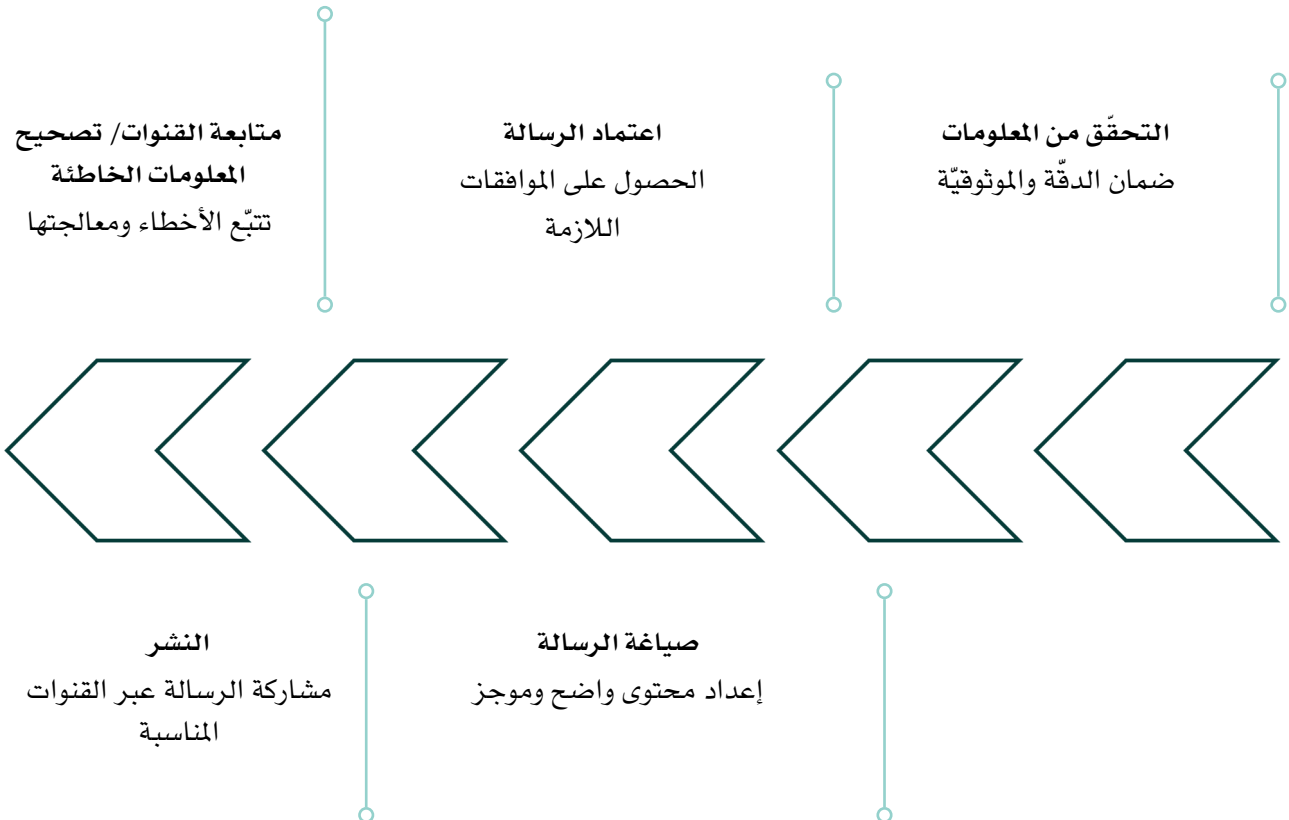 التحقّق من المعلومات
ضمان الدقّة والموثوقيّة
صياغة الرسالة
إعداد محتوى واضح وموجز
اعتماد الرسالة
الحصول على الموافقات
اللازمة
النشر
مشاركة الرسالة عبر القنوات
المناسبة
متابعة القنوات/ تصحيح
المعلومات الخاطئة
تتبّع الأخطاء ومعالجتها